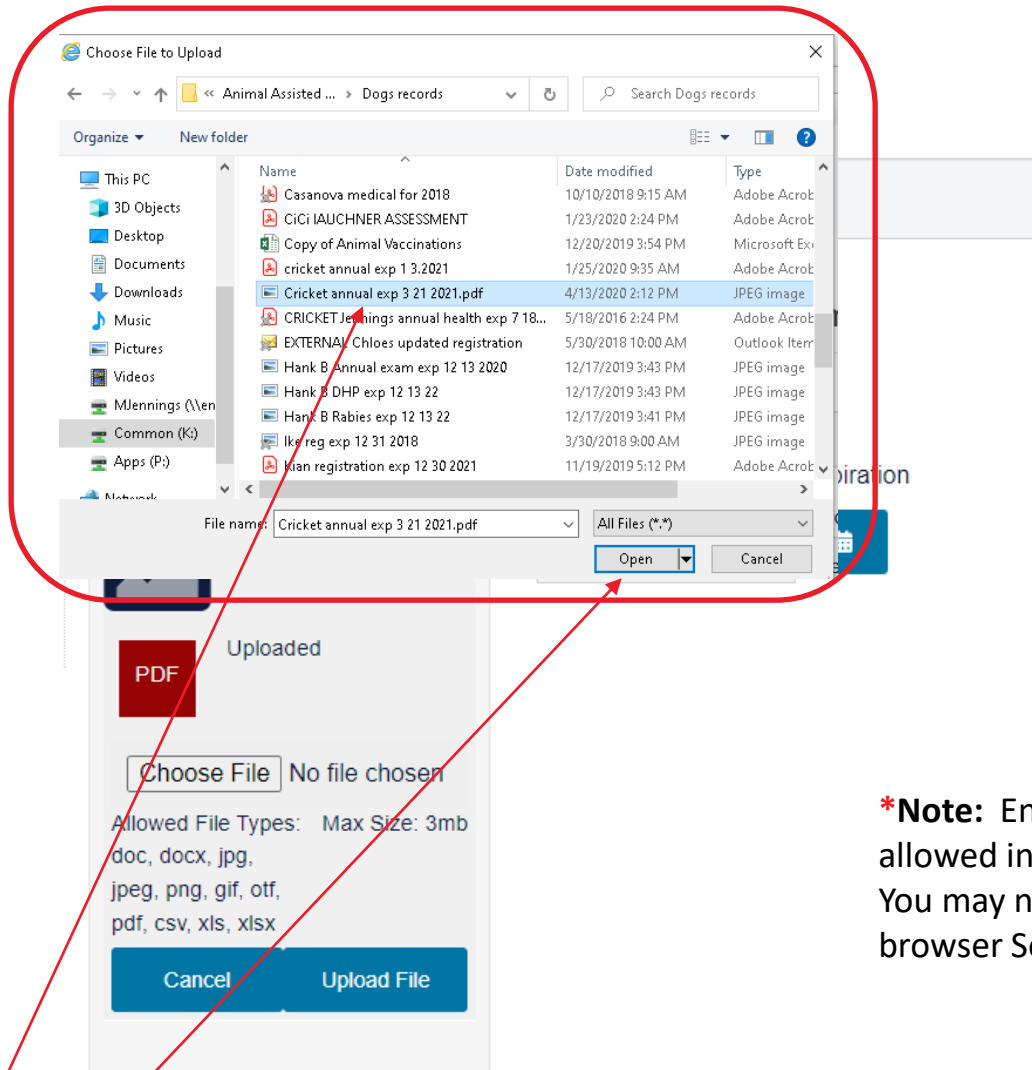 Choose File to Upload
« Animal Assisted ... › Dogs records
Search Dogs records
Organize
New folder
This PC
3D Objects
Desktop
Documents
Downloads
Music
Pictures
Videos
MJennings (\\en
Common (K:)
Apps (P:)
Network
Name Date modified Type
Casanova medical for 2018 10/10/2018 9:15 AM Adobe Acrob
CiCi IAUCHNER ASSESSMENT 1/23/2020 2:24 PM Adobe Acrob
Copy of Animal Vaccinations 12/20/2019 3:54 PM Microsoft Ex
cricket annual exp 1 3.2021 1/25/2020 9:35 AM Adobe Acrob
Cricket annual exp 3 21 2021.pdf 4/13/2020 2:12 PM JPEG image
CRICKET Jennings annual health exp 7 18... 5/18/2016 2:24 PM Adobe Acrob
EXTERNAL Chloes updated registration 5/30/2018 10:00 AM Outlook Item
Hank B Annual exam exp 12 13 2020 12/17/2019 3:43 PM JPEG image
Hank B DHP exp 12 13 22 12/17/2019 3:43 PM JPEG image
Hank B Rabies exp 12 13 22 12/17/2019 3:41 PM JPEG image
Ike reg exp 12 31 2018 3/30/2018 9:00 AM JPEG image
Kian registration exp 12 30 2021 11/19/2019 5:12 PM Adobe Acrob
File name: Cricket annual exp 3 21 2021.pdf All Files (*.*)
Open Cancel
piration
PDF
Uploaded
Choose File No file chosen
Allowed File Types: Max Size: 3mb
doc, docx, jpg,
jpeg, png, gif, otf,
pdf, csv, xls, xlsx
Cancel Upload File
*Note: En
allowed in
You may n
browser Se